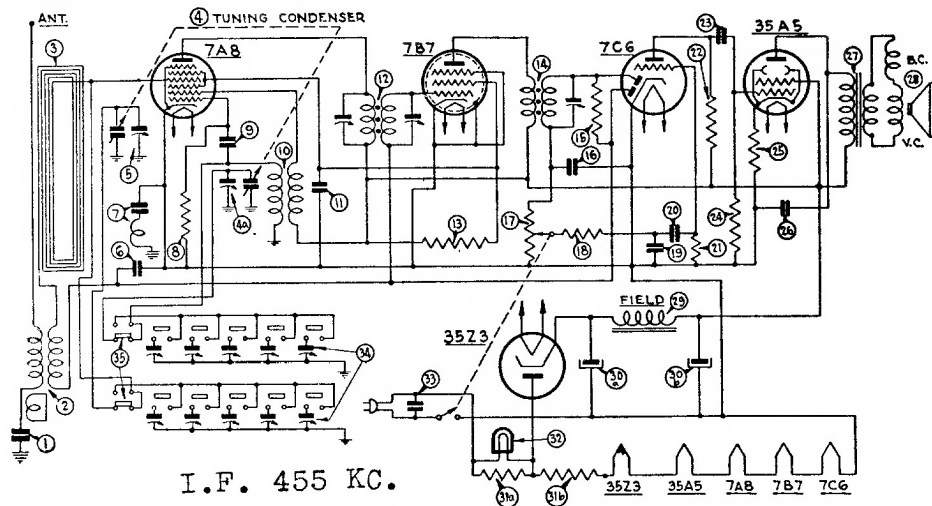 ANT.
④ TUNING CONDENSER
③
7A8
7B7
7C6
35A5
㉓
㉒
⑫
⑭
㉗
B.C.
㉘
V.C.
⑤
⑨
⑩
④a
⑪
⑮
⑯
㉕
⑦
⑧
⑥
⑬
⑰
⑱
⑳
⑲
㉑
㉔
㉖
FIELD ㉙
35Z3
30a
30b
㉟
㉞
②
①
㉝
㉜
31a
31b
35Z3 35A5 7A8 7B7 7C6
I.F. 455 KC.